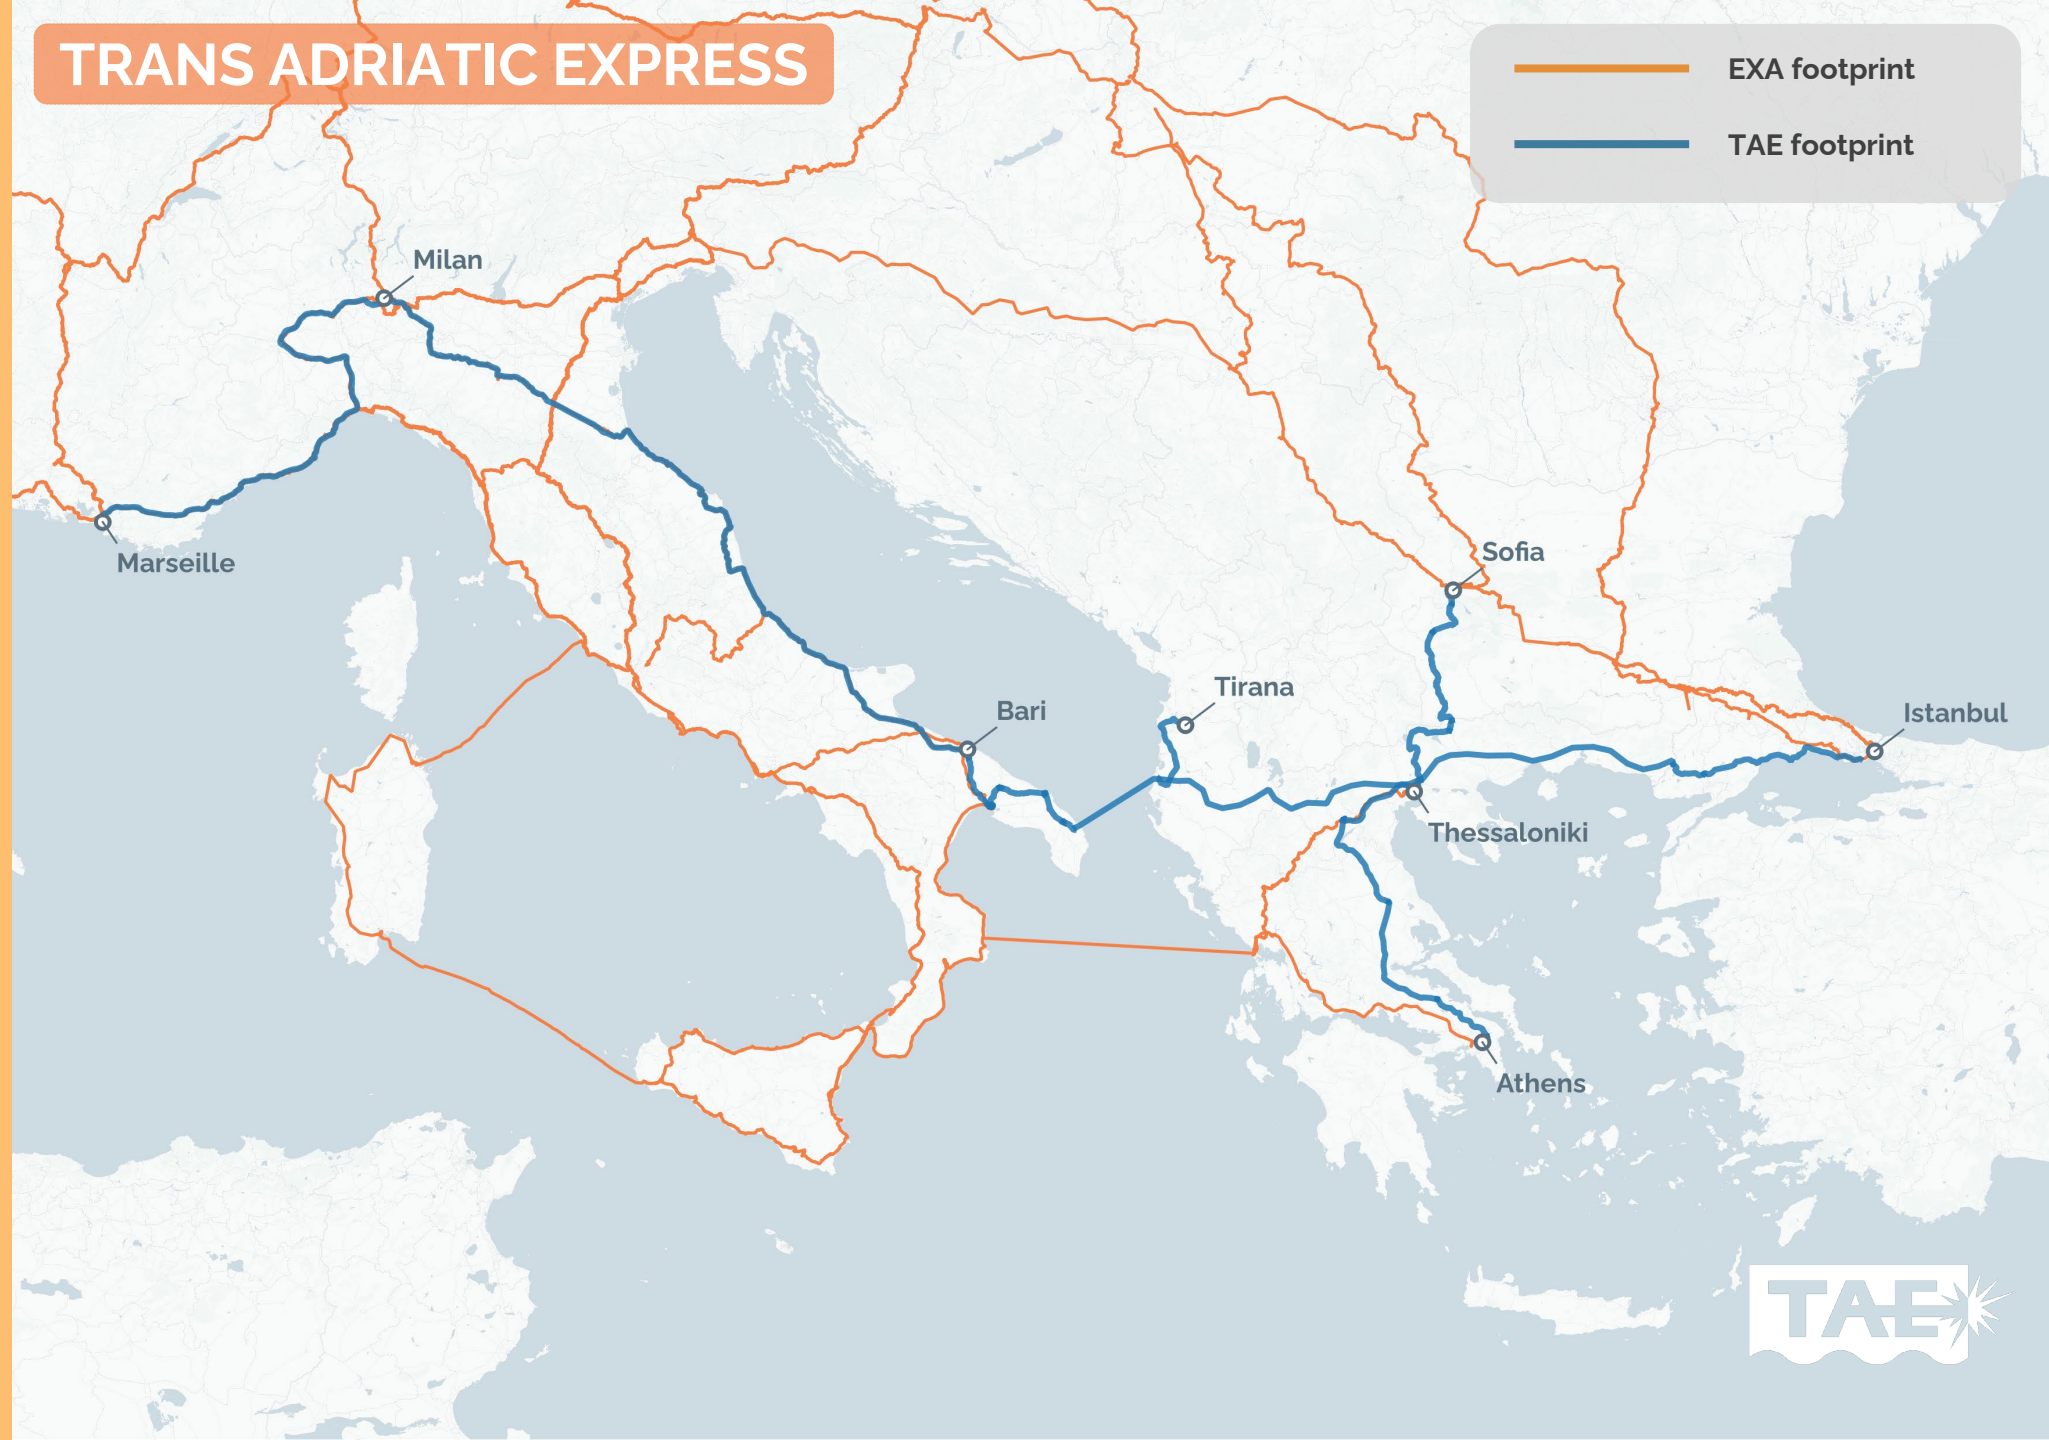 TRANS ADRIATIC EXPRESS
EXA footprint
TAE footprint
Milan
Marseille
Sofia
Tirana
Bari
Istanbul
Thessaloniki
Athens
TAE